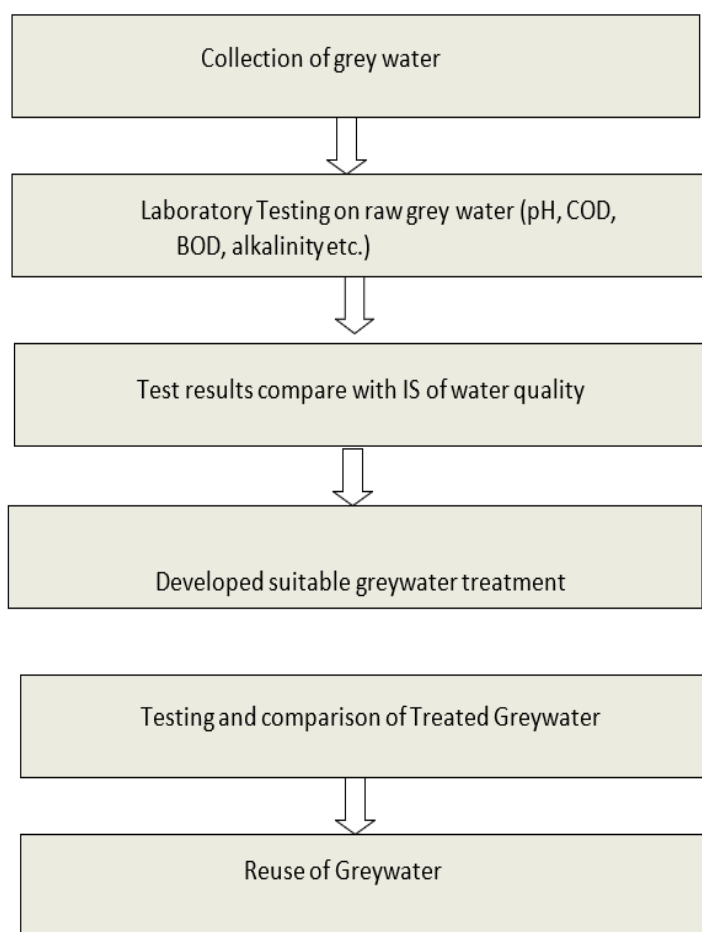 Collection of grey water
Laboratory Testing on raw grey water (pH, COD,
BOD, alkalinity etc.)
Test results compare with IS of water quality
Developed suitable greywater treatment
Testing and comparison of Treated Greywater
Reuse of Greywater